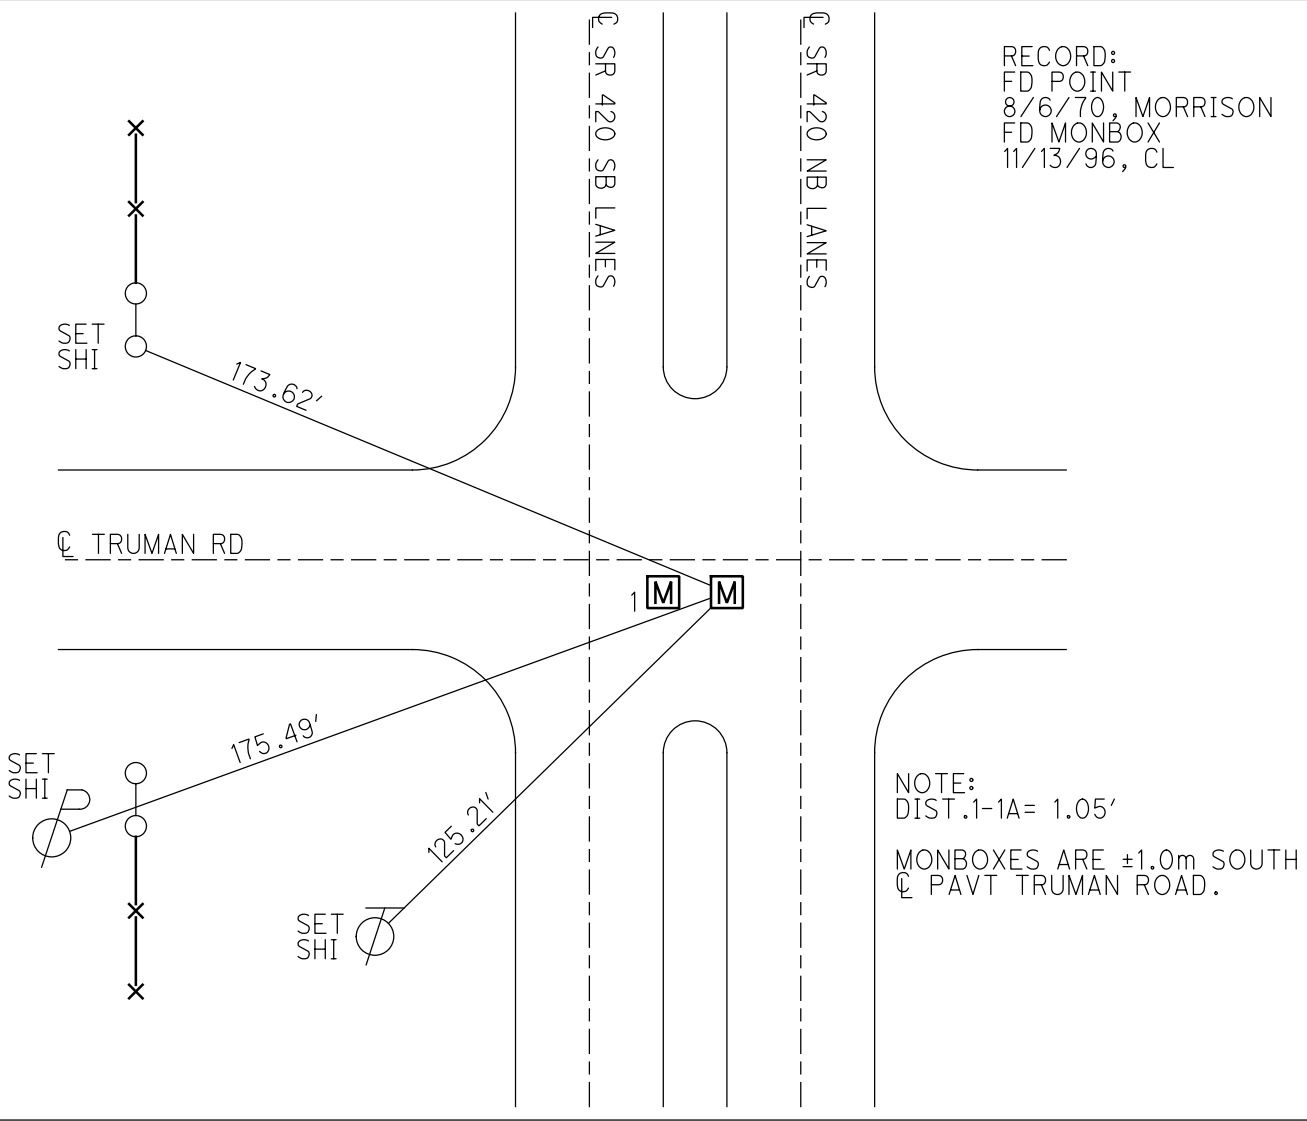 ℄ SR 420 SB LANES
℄ SR 420 NB LANES
RECORD:
FD POINT
8/6/70, MORRISON
FD MONBOX
11/13/96, CL
SET
SHI
173.62'
℄ TRUMAN RD
1 M M
175.49'
SET
SHI
125.21'
SET
SHI
NOTE:
DIST.1-1A= 1.05'
MONBOXES ARE ±1.0m SOUTH
℄ PAVT TRUMAN ROAD.